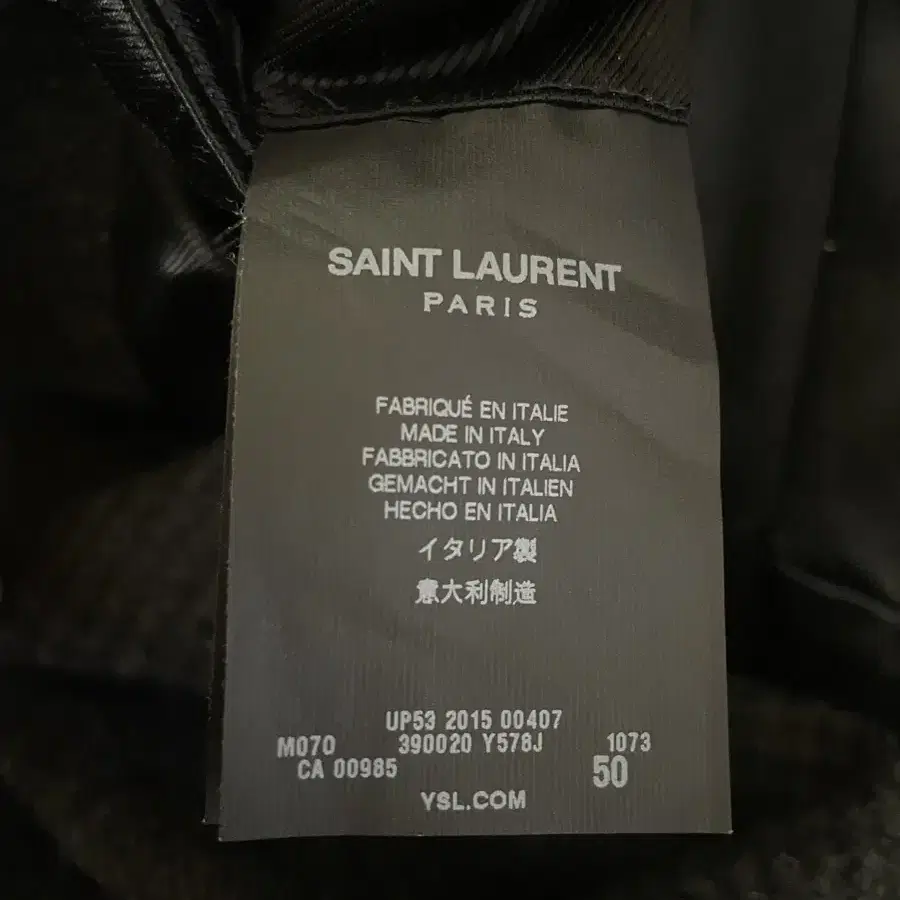 SAINT LAURENT
PARIS
FABRIQUÉ EN ITALIE
MADE IN ITALY
FABBRICATO IN ITALIA
GEMACHT IN ITALIEN
HECHO EN ITALIA
イタリア製
意大利制造
UP53 2015 00407
M070 390020 Y578J 1073
CA 00985 50
YSL.COM